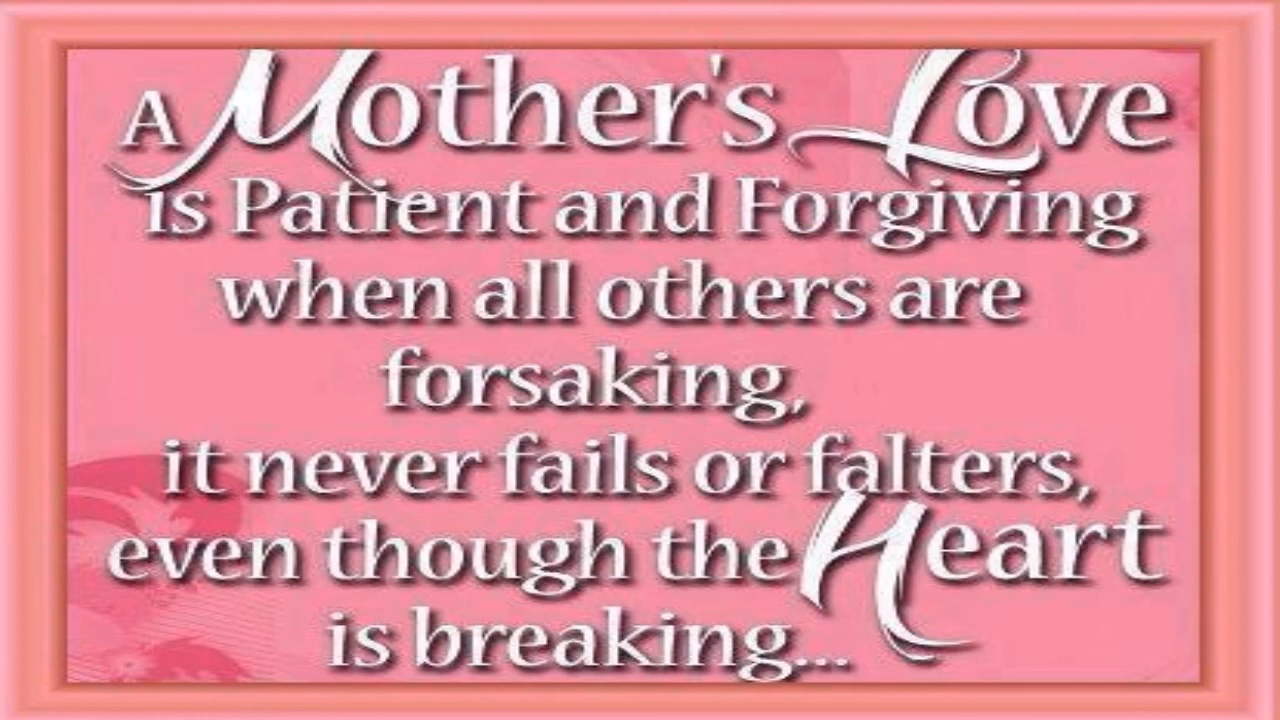 A Mother's Love
is Patient and Forgiving
when all others are
forsaking,
it never fails or falters,
even though the Heart
is breaking...